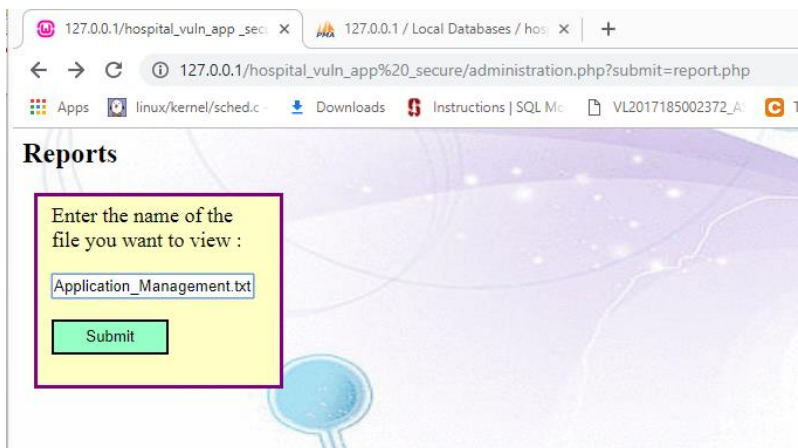 127.0.0.1/hospital_vuln_app _sec
127.0.0.1 / Local Databases / hos
127.0.0.1/hospital_vuln_app%20_secure/administration.php?submit=report.php
Apps linux/kernel/sched.c - Downloads Instructions | SQL Mo VL2017185002372_A
Reports
Enter the name of the
file you want to view :
Application_Management.txt
Submit